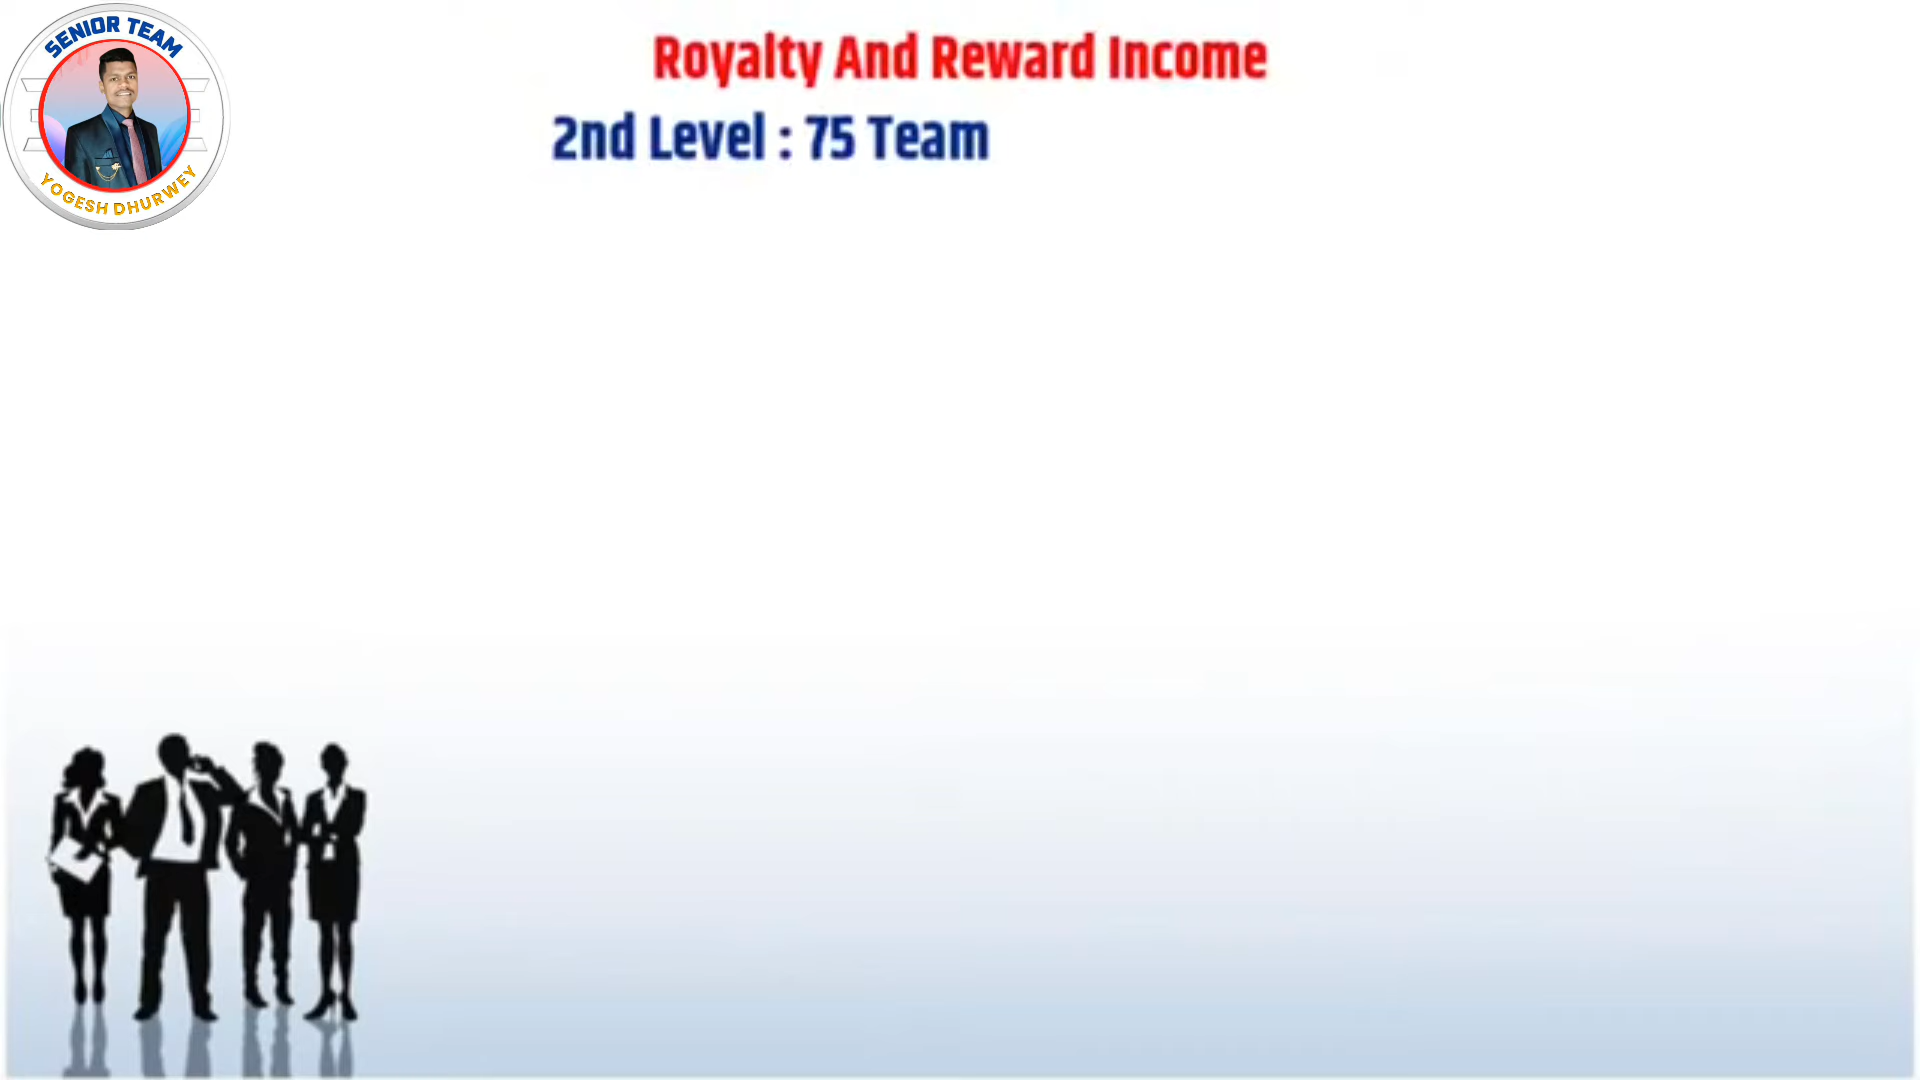 SENIOR TEAM
YOGESH DHURWEY
Royalty And Reward Income
2nd Level : 75 Team